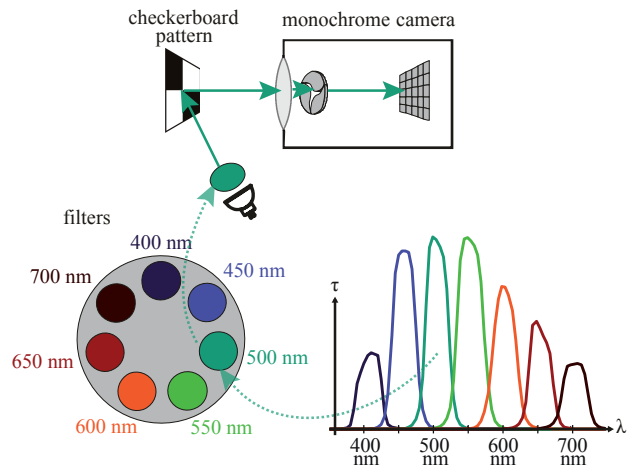 checkerboard
pattern
monochrome camera
filters
400 nm
450 nm
700 nm
500 nm
650 nm
600 nm
550 nm
τ
λ
400
nm
500
nm
600
nm
700
nm